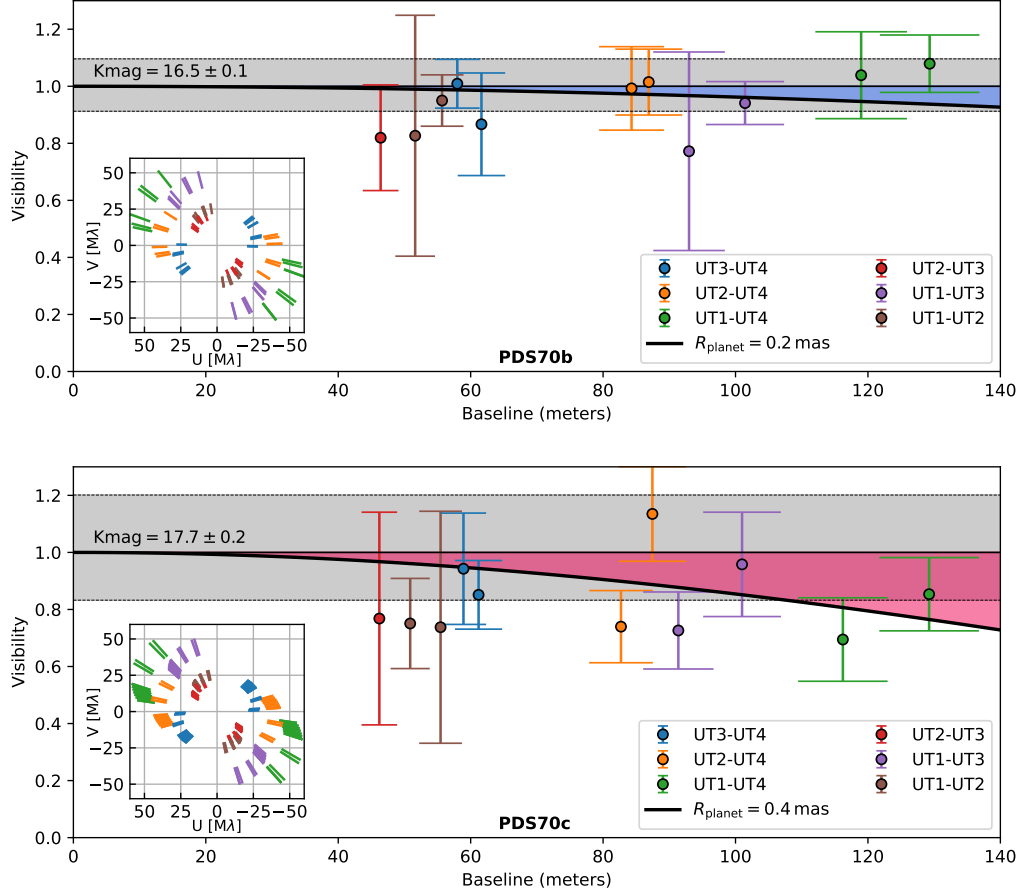 1.2
1.0
0.8
0.6
0.4
0.2
0.0
Visibility
Kmag = 16.5 ± 0.1
50
25
0
−25
−50
V [Mλ]
50 25 0 −25 −50
U [Mλ]
UT3-UT4
UT2-UT4
UT1-UT4
R_planet = 0.2 mas
UT2-UT3
UT1-UT3
UT1-UT2
PDS70b
0 20 40 60 80 100 120 140
Baseline (meters)
1.2
1.0
0.8
0.6
0.4
0.2
0.0
Visibility
Kmag = 17.7 ± 0.2
50
25
0
−25
−50
V [Mλ]
50 25 0 −25 −50
U [Mλ]
UT3-UT4
UT2-UT4
UT1-UT4
R_planet = 0.4 mas
UT2-UT3
UT1-UT3
UT1-UT2
PDS70c
0 20 40 60 80 100 120 140
Baseline (meters)